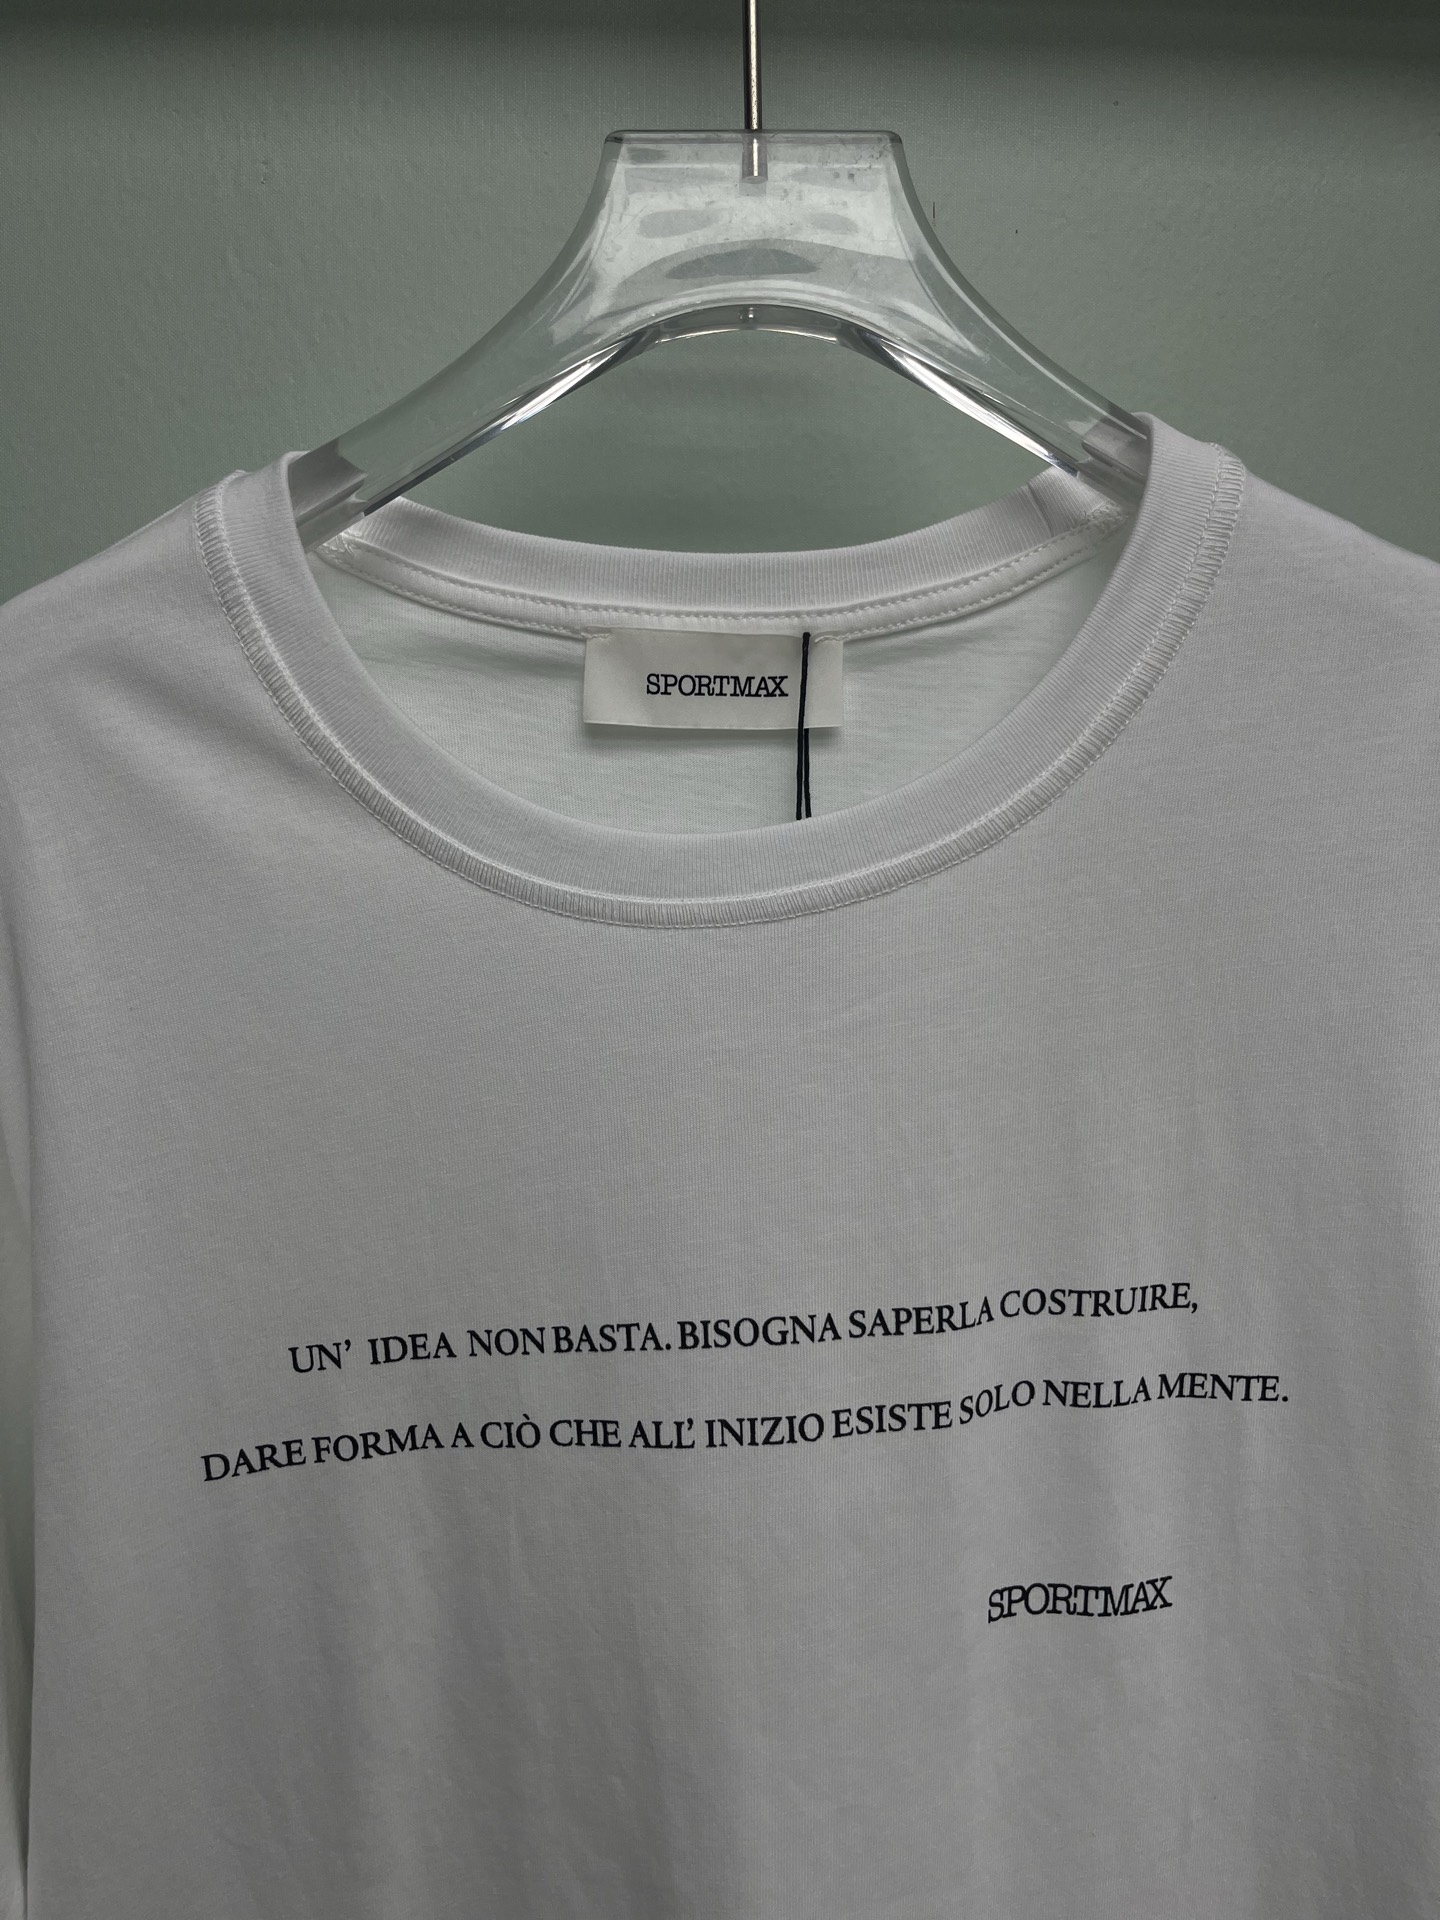 SPORTMAX
UN’ IDEA NON BASTA. BISOGNA SAPERLA COSTRUIRE,
DARE FORMA A CIÒ CHE ALL’ INIZIO ESISTE SOLO NELLA MENTE.
SPORTMAX